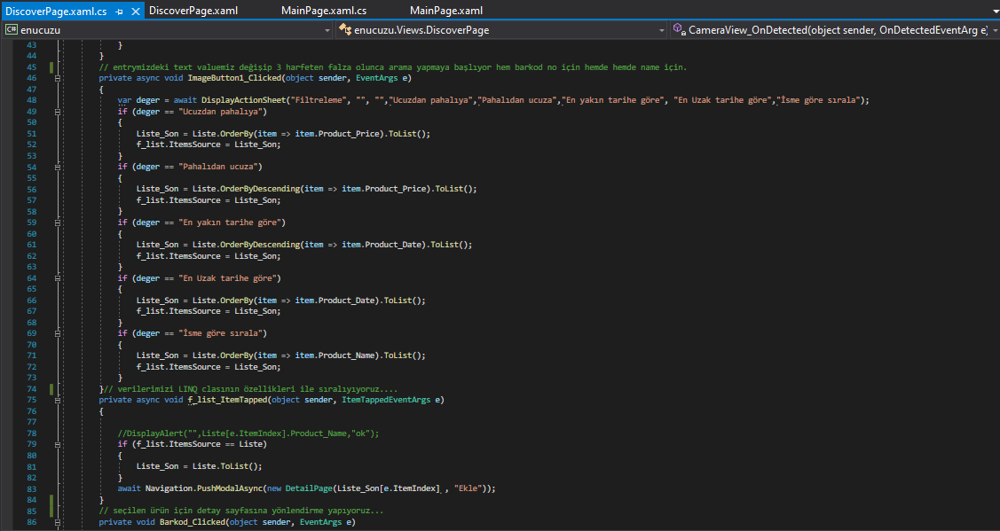 DiscoverPage.xaml.cs DiscoverPage.xaml MainPage.xaml.cs MainPage.xaml
C# enucuzu enucuzu.Views.DiscoverPage CameraView_OnDetected(object sender, OnDetectedEventArg e)
43 }
44 }
45 // entrymizdeki text valuemiz değişip 3 harfeten falza olunca arama yapmaya başlıyor hem barkod no için hemde hemde name için.
46 private async void ImageButton1_Clicked(object sender, EventArgs e)
47 {
48 var deger = await DisplayActionSheet("Filtreleme", "", "","Ucuzdan pahalıya","Pahalıdan ucuza","En yakın tarihe göre", "En Uzak tarihe göre","İsme göre sırala");
49 if (deger == "Ucuzdan pahalıya")
50 {
51 Liste_Son = Liste.OrderBy(item => item.Product_Price).ToList();
52 f_list.ItemsSource = Liste_Son;
53 }
54 if (deger == "Pahalıdan ucuza")
55 {
56 Liste_Son = Liste.OrderByDescending(item => item.Product_Price).ToList();
57 f_list.ItemsSource = Liste_Son;
58 }
59 if (deger == "En yakın tarihe göre")
60 {
61 Liste_Son = Liste.OrderByDescending(item => item.Product_Date).ToList();
62 f_list.ItemsSource = Liste_Son;
63 }
64 if (deger == "En Uzak tarihe göre")
65 {
66 Liste_Son = Liste.OrderBy(item => item.Product_Date).ToList();
67 f_list.ItemsSource = Liste_Son;
68 }
69 if (deger == "İsme göre sırala")
70 {
71 Liste_Son = Liste.OrderBy(item => item.Product_Name).ToList();
72 f_list.ItemsSource = Liste_Son;
73 }
74 }// verilerimizi LINQ clasının özellikleri ile sıralıyıyoruz....
75 private async void f_list_ItemTapped(object sender, ItemTappedEventArgs e)
76 {
77
78 //DisplayAlert("",Liste[e.ItemIndex].Product_Name,"ok");
79 if (f_list.ItemsSource == Liste)
80 {
81 Liste_Son = Liste.ToList();
82 }
83 await Navigation.PushModalAsync(new DetailPage(Liste_Son[e.ItemIndex] , "Ekle"));
84 }
85 // seçilen ürün için detay sayfasına yönlendirme yapıyoruz...
86 private void Barkod_Clicked(object sender, EventArgs e)